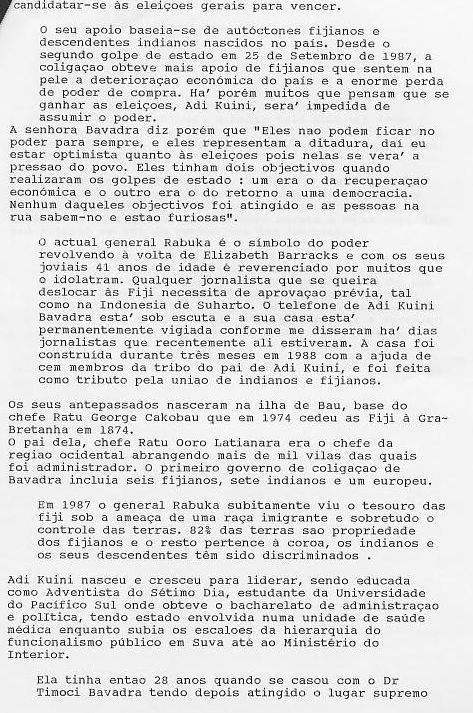 candidatar-se às eleiçoes gerais para vencer.
O seu apoio baseia-se de autóctones fijianos e
descendentes indianos nascidos no país. Desde o
segundo golpe de estado em 25 de Setembro de 1987, a
coligaçao obteve mais apoio de fijianos que sentem na
pele a deterioraçao económica do país e a enorme perda
de poder de compra. Ha' porém muitos que pensam que se
ganhar as eleiçoes, Adi Kuini, sera' impedida de
assumir o poder.
A senhora Bavadra diz porém que "Eles nao podem ficar no
poder para sempre, e eles representam a ditadura, daí eu
estar optimista quanto às eleiçoes pois nelas se vera' a
pressao do povo. Eles tinham dois objectivos quando
realizaram os golpes de estado : um era o da recuperaçao
económica e o outro era o do retorno a uma democracia.
Nenhum daqueles objectivos foi atingido e as pessoas na
rua sabem-no e estao furiosas".
O actual general Rabuka é o símbolo do poder
revolvendo à volta de Elizabeth Barracks e com os seus
joviais 41 anos de idade é reverenciado por muitos que
o idolatram. Qualquer jornalista que se queira
deslocar às Fiji necessita de aprovaçao prévia, tal
como na Indonesia de Suharto. O telefone de Adi Kuini
Bavadra esta' sob escuta e a sua casa esta'
permanentemente vigiada conforme me disseram ha' dias
jornalistas que recentemente ali estiveram. A casa foi
construída durante três meses em 1988 com a ajuda de
cem membros da tribo do pai de Adi Kuini, e foi feita
como tributo pela uniao de indianos e fijianos.
Os seus antepassados nasceram na ilha de Bau, base do
chefe Ratu George Cakobau que em 1974 cedeu as Fiji à Gra-
Bretanha em 1874.
O pai dela, chefe Ratu Ooro Latianara era o chefe da
regiao ocidental abrangendo mais de mil vilas das quais
foi administrador. O primeiro governo de coligaçao de
Bavadra incluia seis fijianos, sete indianos e um europeu.
Em 1987 o general Rabuka subitamente viu o tesouro das
fiji sob a ameaça de uma raça imigrante e sobretudo o
controle das terras. 82% das terras sao propriedade
dos fijianos e o resto pertence à coroa, os indianos e
os seus descendentes têm sido discriminados .
Adi Kuini nasceu e cresceu para liderar, sendo educada
como Adventista do Sétimo Dia, estudante da Universidade
do Pacífico Sul onde obteve o bacharelato de administraçao
e política, tendo estado envolvida numa unidade de saúde
médica enquanto subia os escaloes da hierarquia do
funcionalismo público em Suva até ao Ministério do
Interior.
Ela tinha entao 28 anos quando se casou com o Dr
Timoci Bavadra tendo depois atingido o lugar supremo